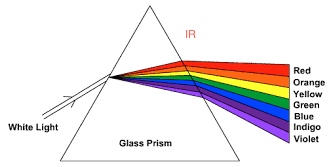 IR
Red
Orange
Yellow
Green
Blue
Indigo
Violet
White Light
Glass Prism